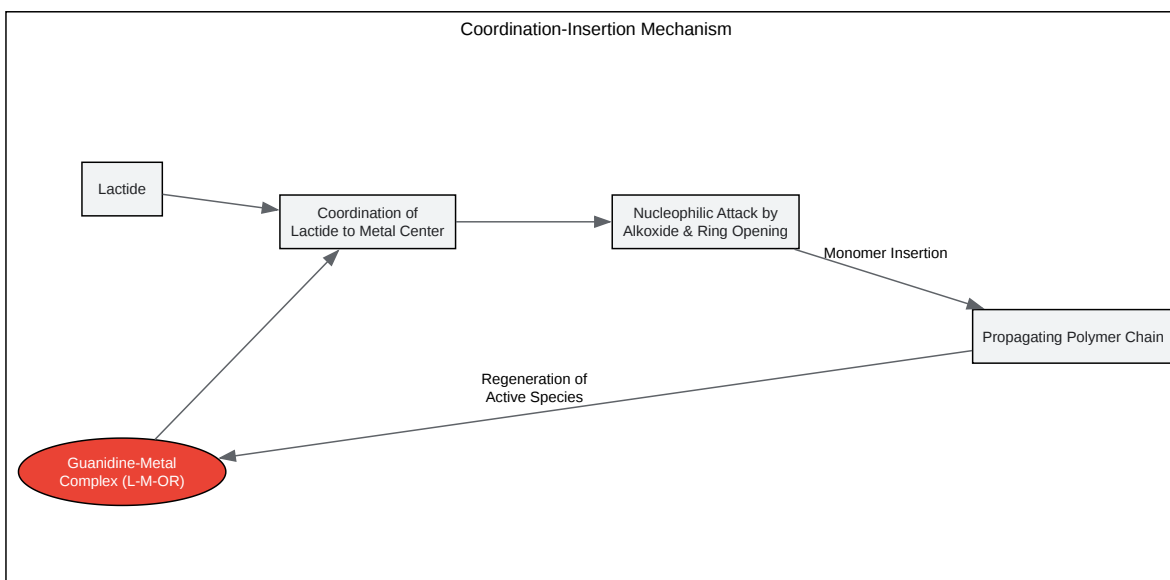 Coordination-Insertion Mechanism
Lactide
Coordination of
Lactide to Metal Center
Nucleophilic Attack by
Alkoxide & Ring Opening
Monomer Insertion
Propagating Polymer Chain
Regeneration of
Active Species
Guanidine-Metal
Complex (L-M-OR)